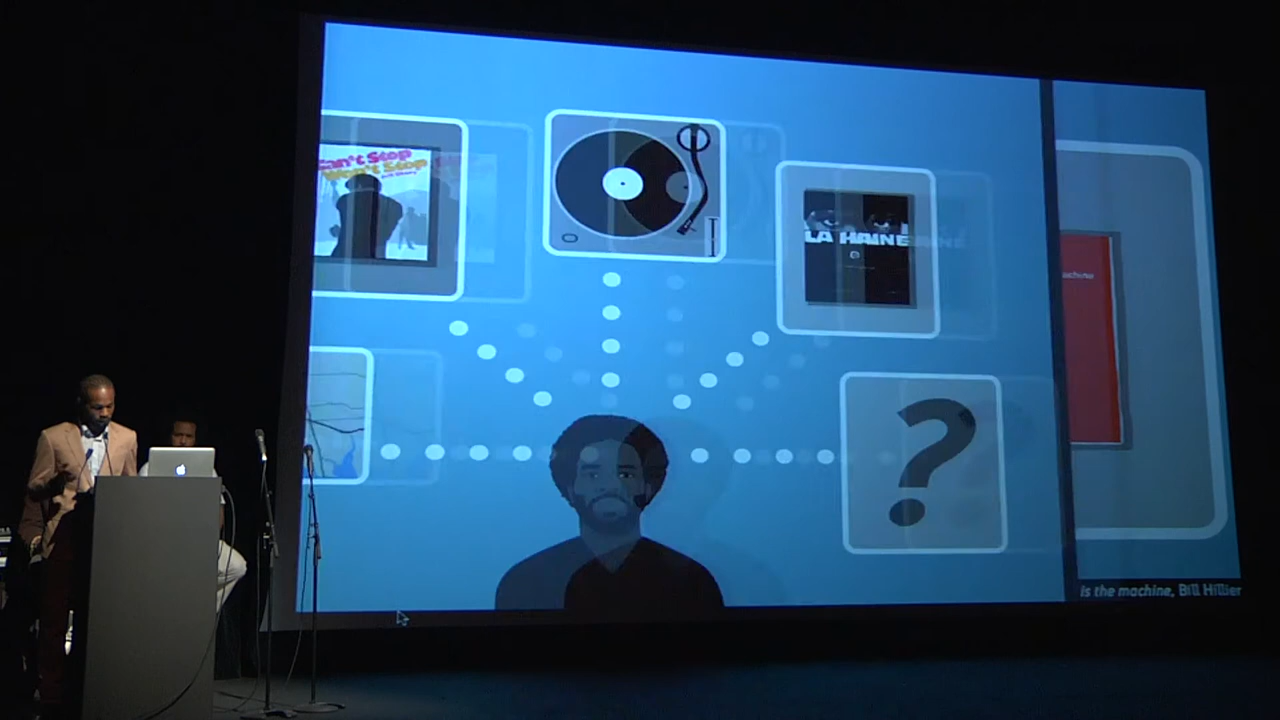 Can't Stop
Won't Stop
LA HAINE
?
is the machine, Bill Hillier